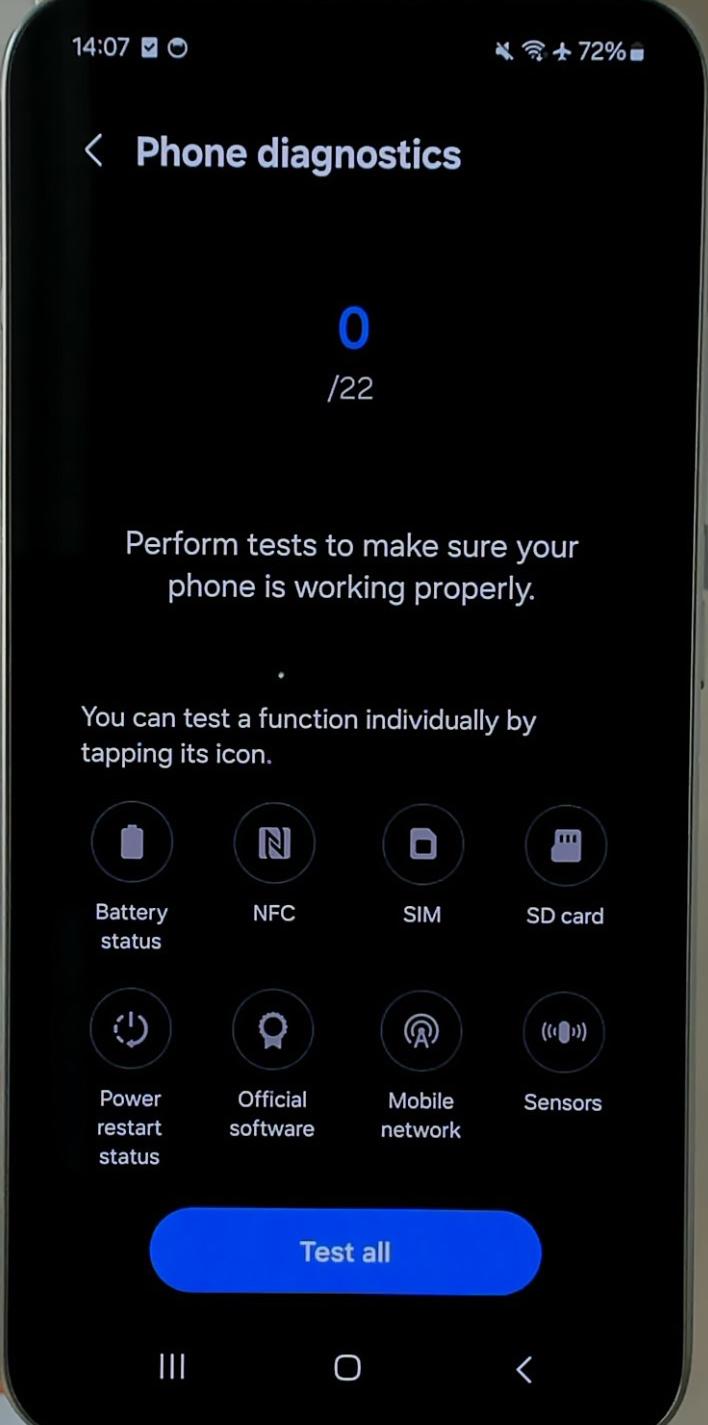 14:07 72%
Phone diagnostics
0
/22
Perform tests to make sure your
phone is working properly.
You can test a function individually by
tapping its icon.
Battery
status
NFC
SIM
SD card
Power
restart
status
Official
software
Mobile
network
Sensors
Test all